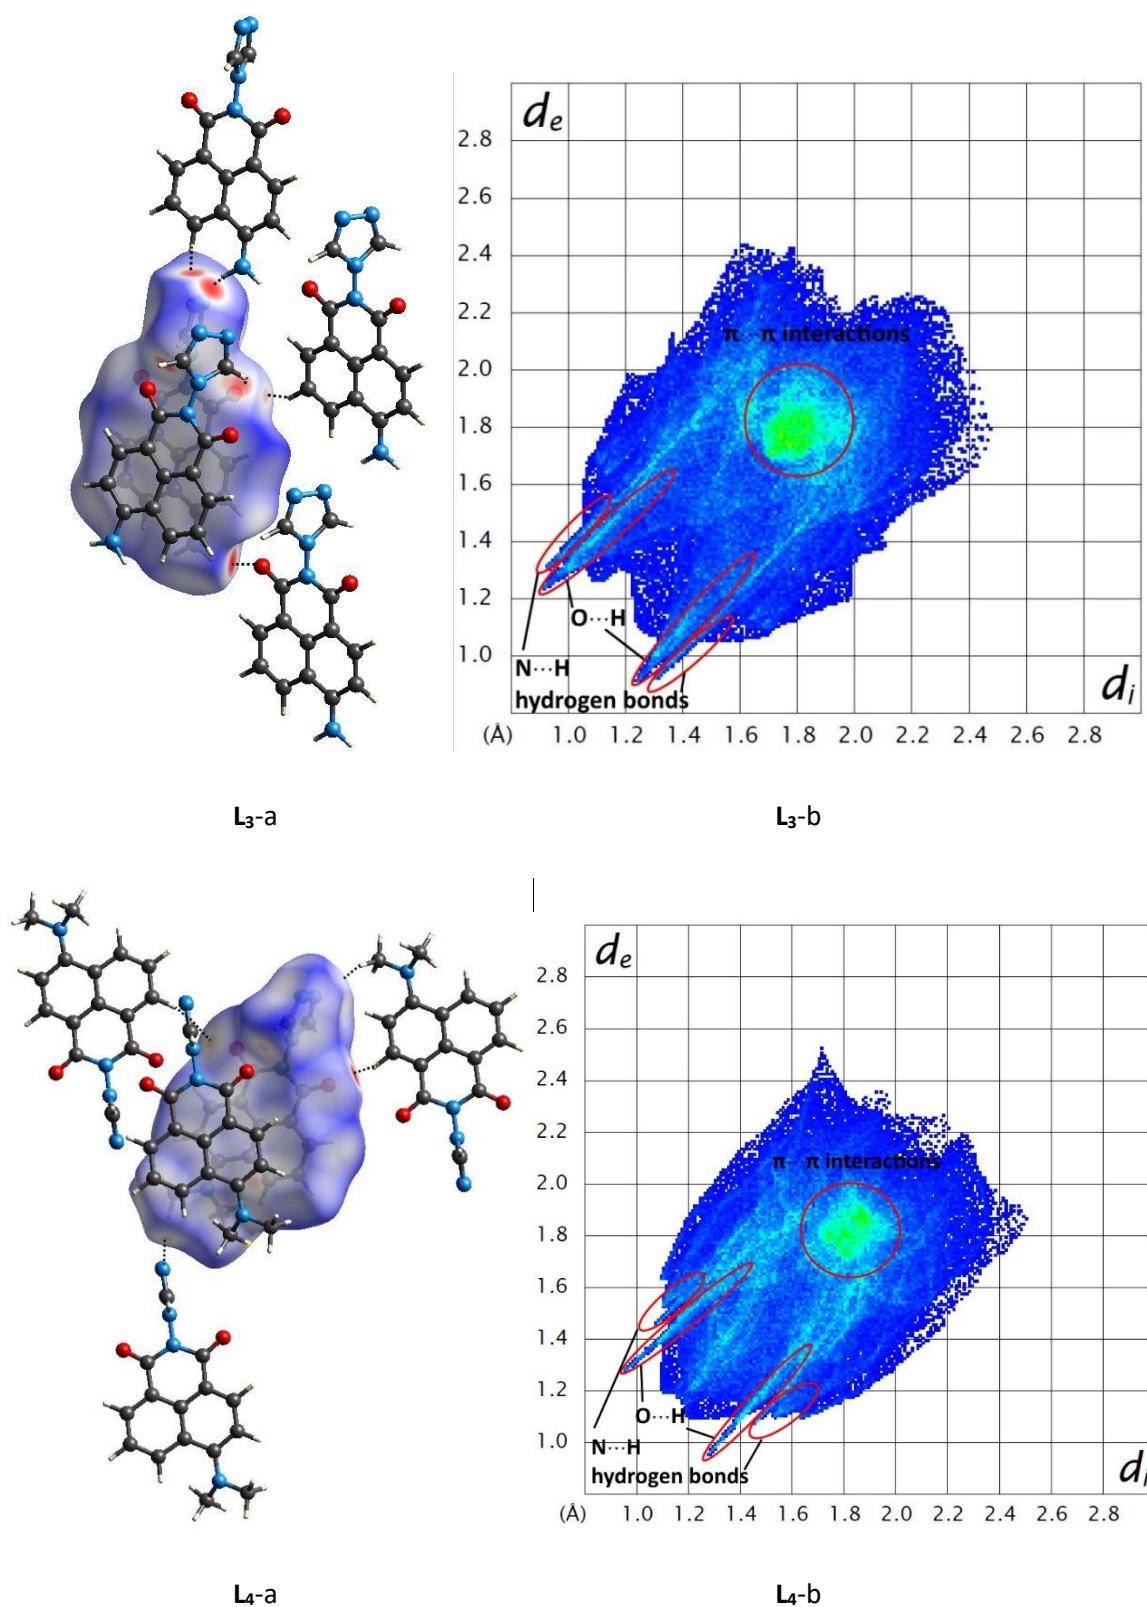 d_e
2.8
2.6
2.4
2.2
π···π interactions
2.0
1.8
1.6
1.4
1.2
O···H
1.0
N···H
hydrogen bonds
d_i
(Å) 1.0 1.2 1.4 1.6 1.8 2.0 2.2 2.4 2.6 2.8
L₃-a L₃-b
d_e
2.8
2.6
2.4
2.2
π···π interactions
2.0
1.8
1.6
1.4
1.2
O···H
1.0
N···H
hydrogen bonds
d_i
(Å) 1.0 1.2 1.4 1.6 1.8 2.0 2.2 2.4 2.6 2.8
L₄-a L₄-b